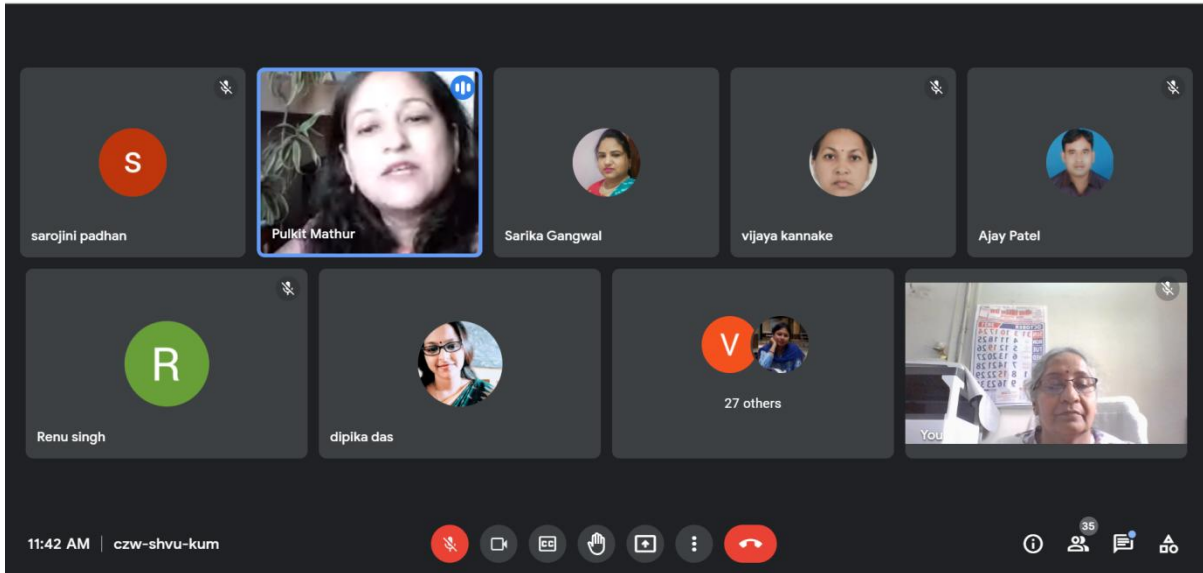 S
sarojini padhan
Pulkit Mathur
Sarika Gangwal
vijaya kannake
Ajay Patel
R
Renu singh
dipika das
V
27 others
You
11:42 AM | czw-shvu-kum
CC
35